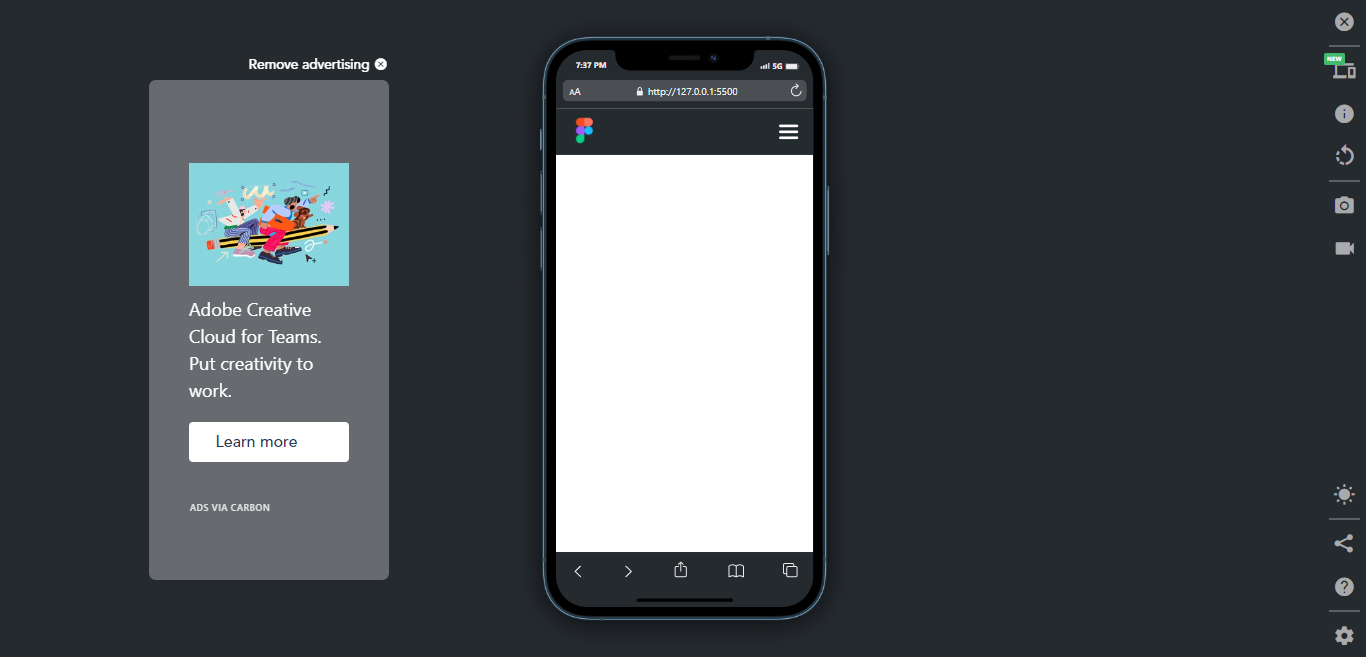 Remove advertising
Adobe Creative
Cloud for Teams.
Put creativity to
work.
Learn more
ADS VIA CARBON
7:37 PM
5G
AA
http://127.0.0.1:5500
NEW